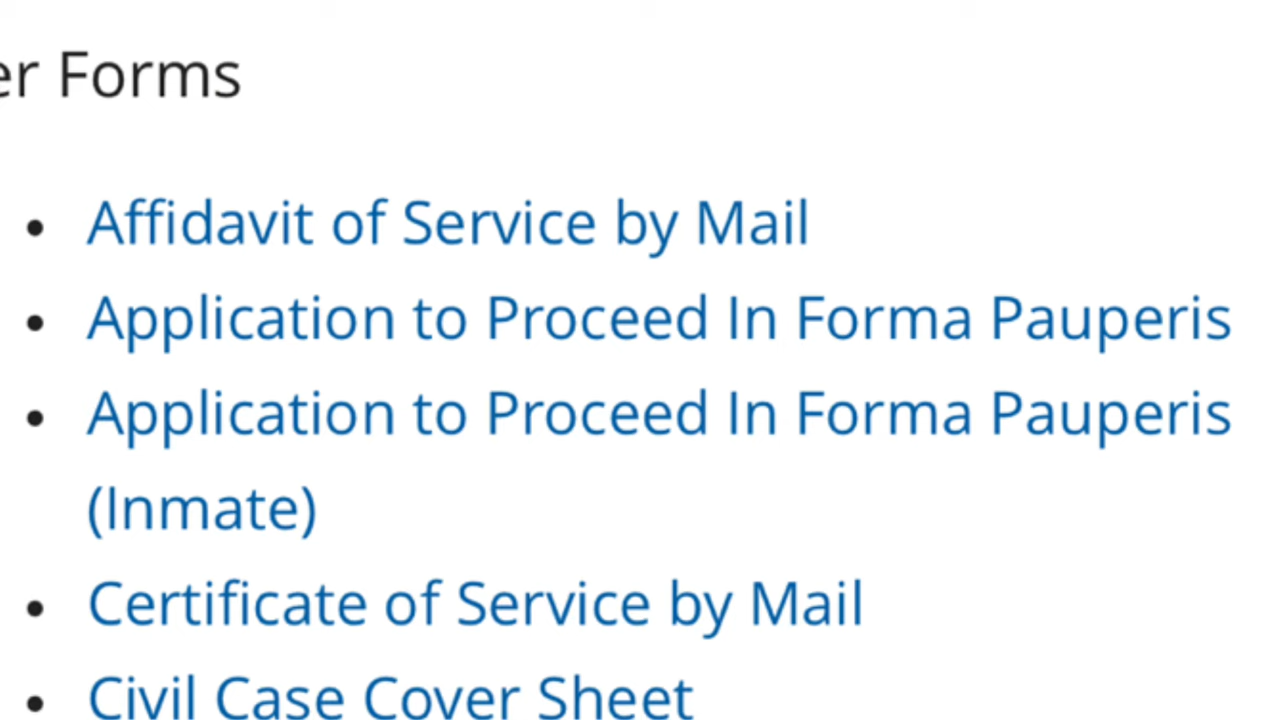 er Forms
Affidavit of Service by Mail
Application to Proceed In Forma Pauperis
Application to Proceed In Forma Pauperis
(Inmate)
Certificate of Service by Mail
Civil Case Cover Sheet